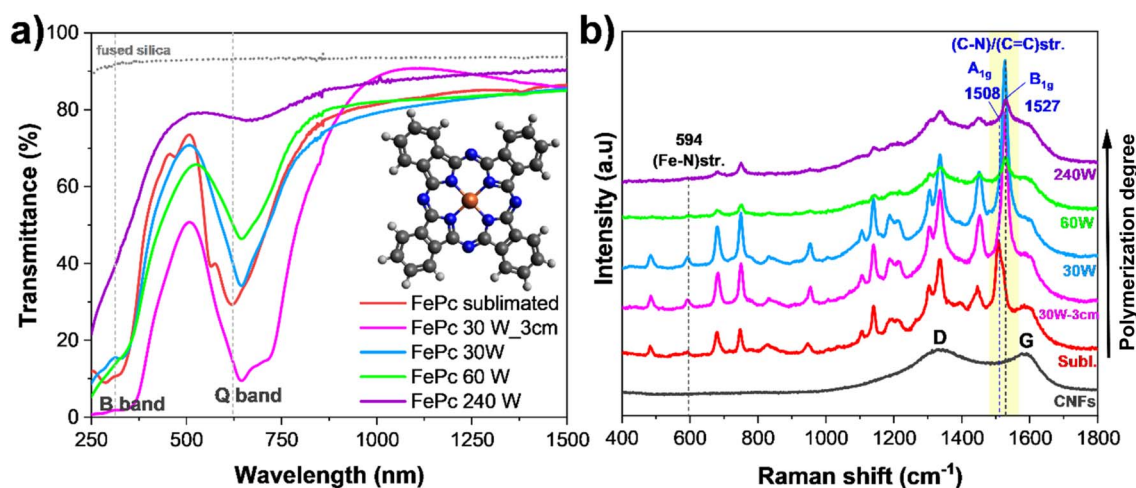 a)
100
80
60
40
20
0
Transmittance (%)
fused silica
B band
Q band
FePc sublimated
FePc 30 W_3cm
FePc 30W
FePc 60 W
FePc 240 W
250 500 750 1000 1250 1500
Wavelength (nm)
b)
(C-N)/(C=C)str.
A1g
1508
B1g
1527
594
(Fe-N)str.
240W
60W
30W
30W-3cm
Subl.
D
G
CNFs
Intensity (a.u)
Polymerization degree
400 600 800 1000 1200 1400 1600 1800
Raman shift (cm-1)